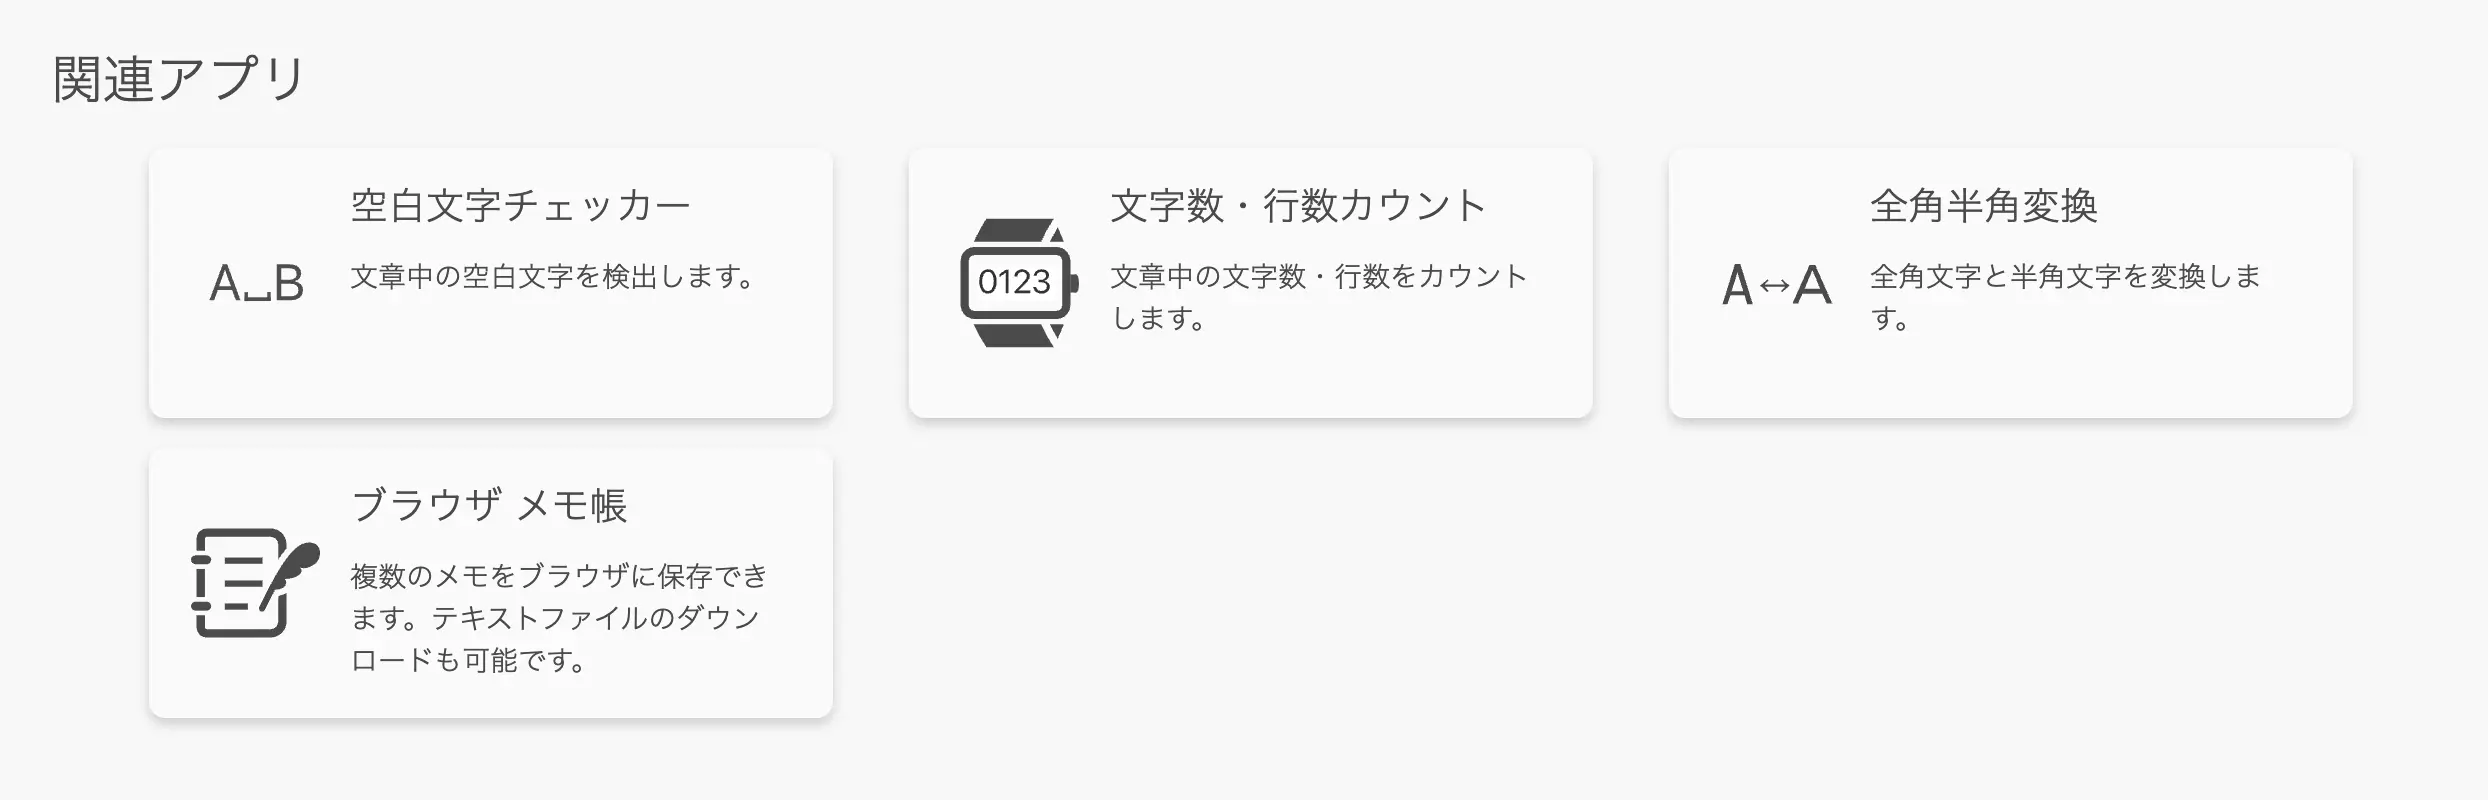 関連アプリ
A␣B
空白文字チェッカー
文章中の空白文字を検出します。
0123
文字数・行数カウント
文章中の文字数・行数をカウント
します。
A↔A
全角半角変換
全角文字と半角文字を変換しま
す。
ブラウザ メモ帳
複数のメモをブラウザに保存でき
ます。テキストファイルのダウン
ロードも可能です。